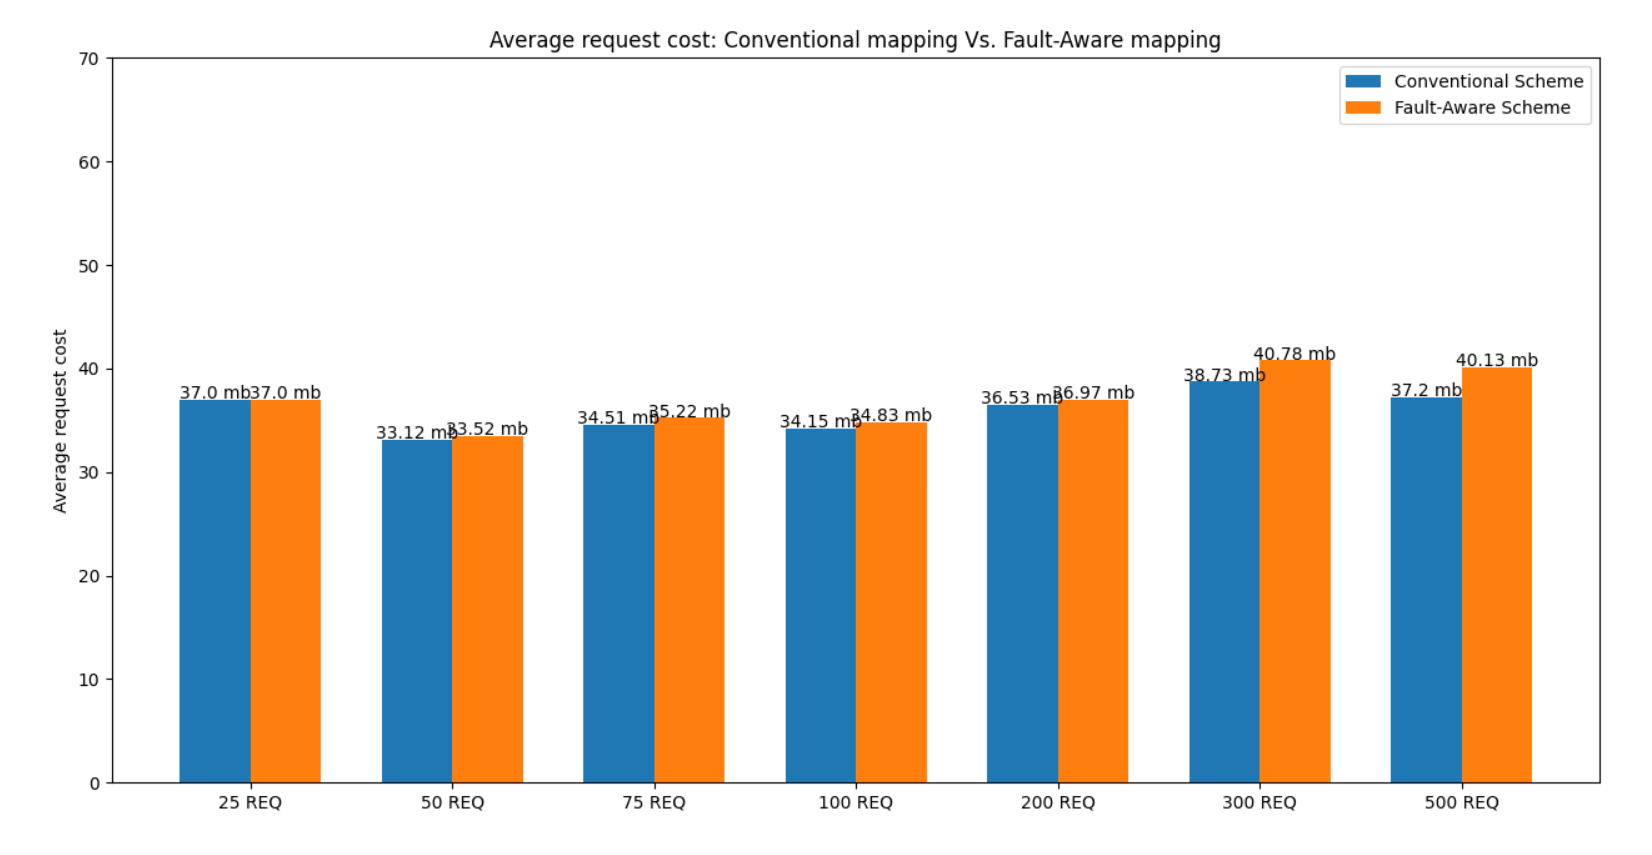 Average request cost: Conventional mapping Vs. Fault-Aware mapping
Conventional Scheme
Fault-Aware Scheme
Average request cost
70
60
50
40
30
20
10
0
37.0 mb
37.0 mb
33.12 mb
33.52 mb
34.51 mb
35.22 mb
34.15 mb
34.83 mb
36.53 mb
36.97 mb
38.73 mb
40.78 mb
37.2 mb
40.13 mb
25 REQ
50 REQ
75 REQ
100 REQ
200 REQ
300 REQ
500 REQ